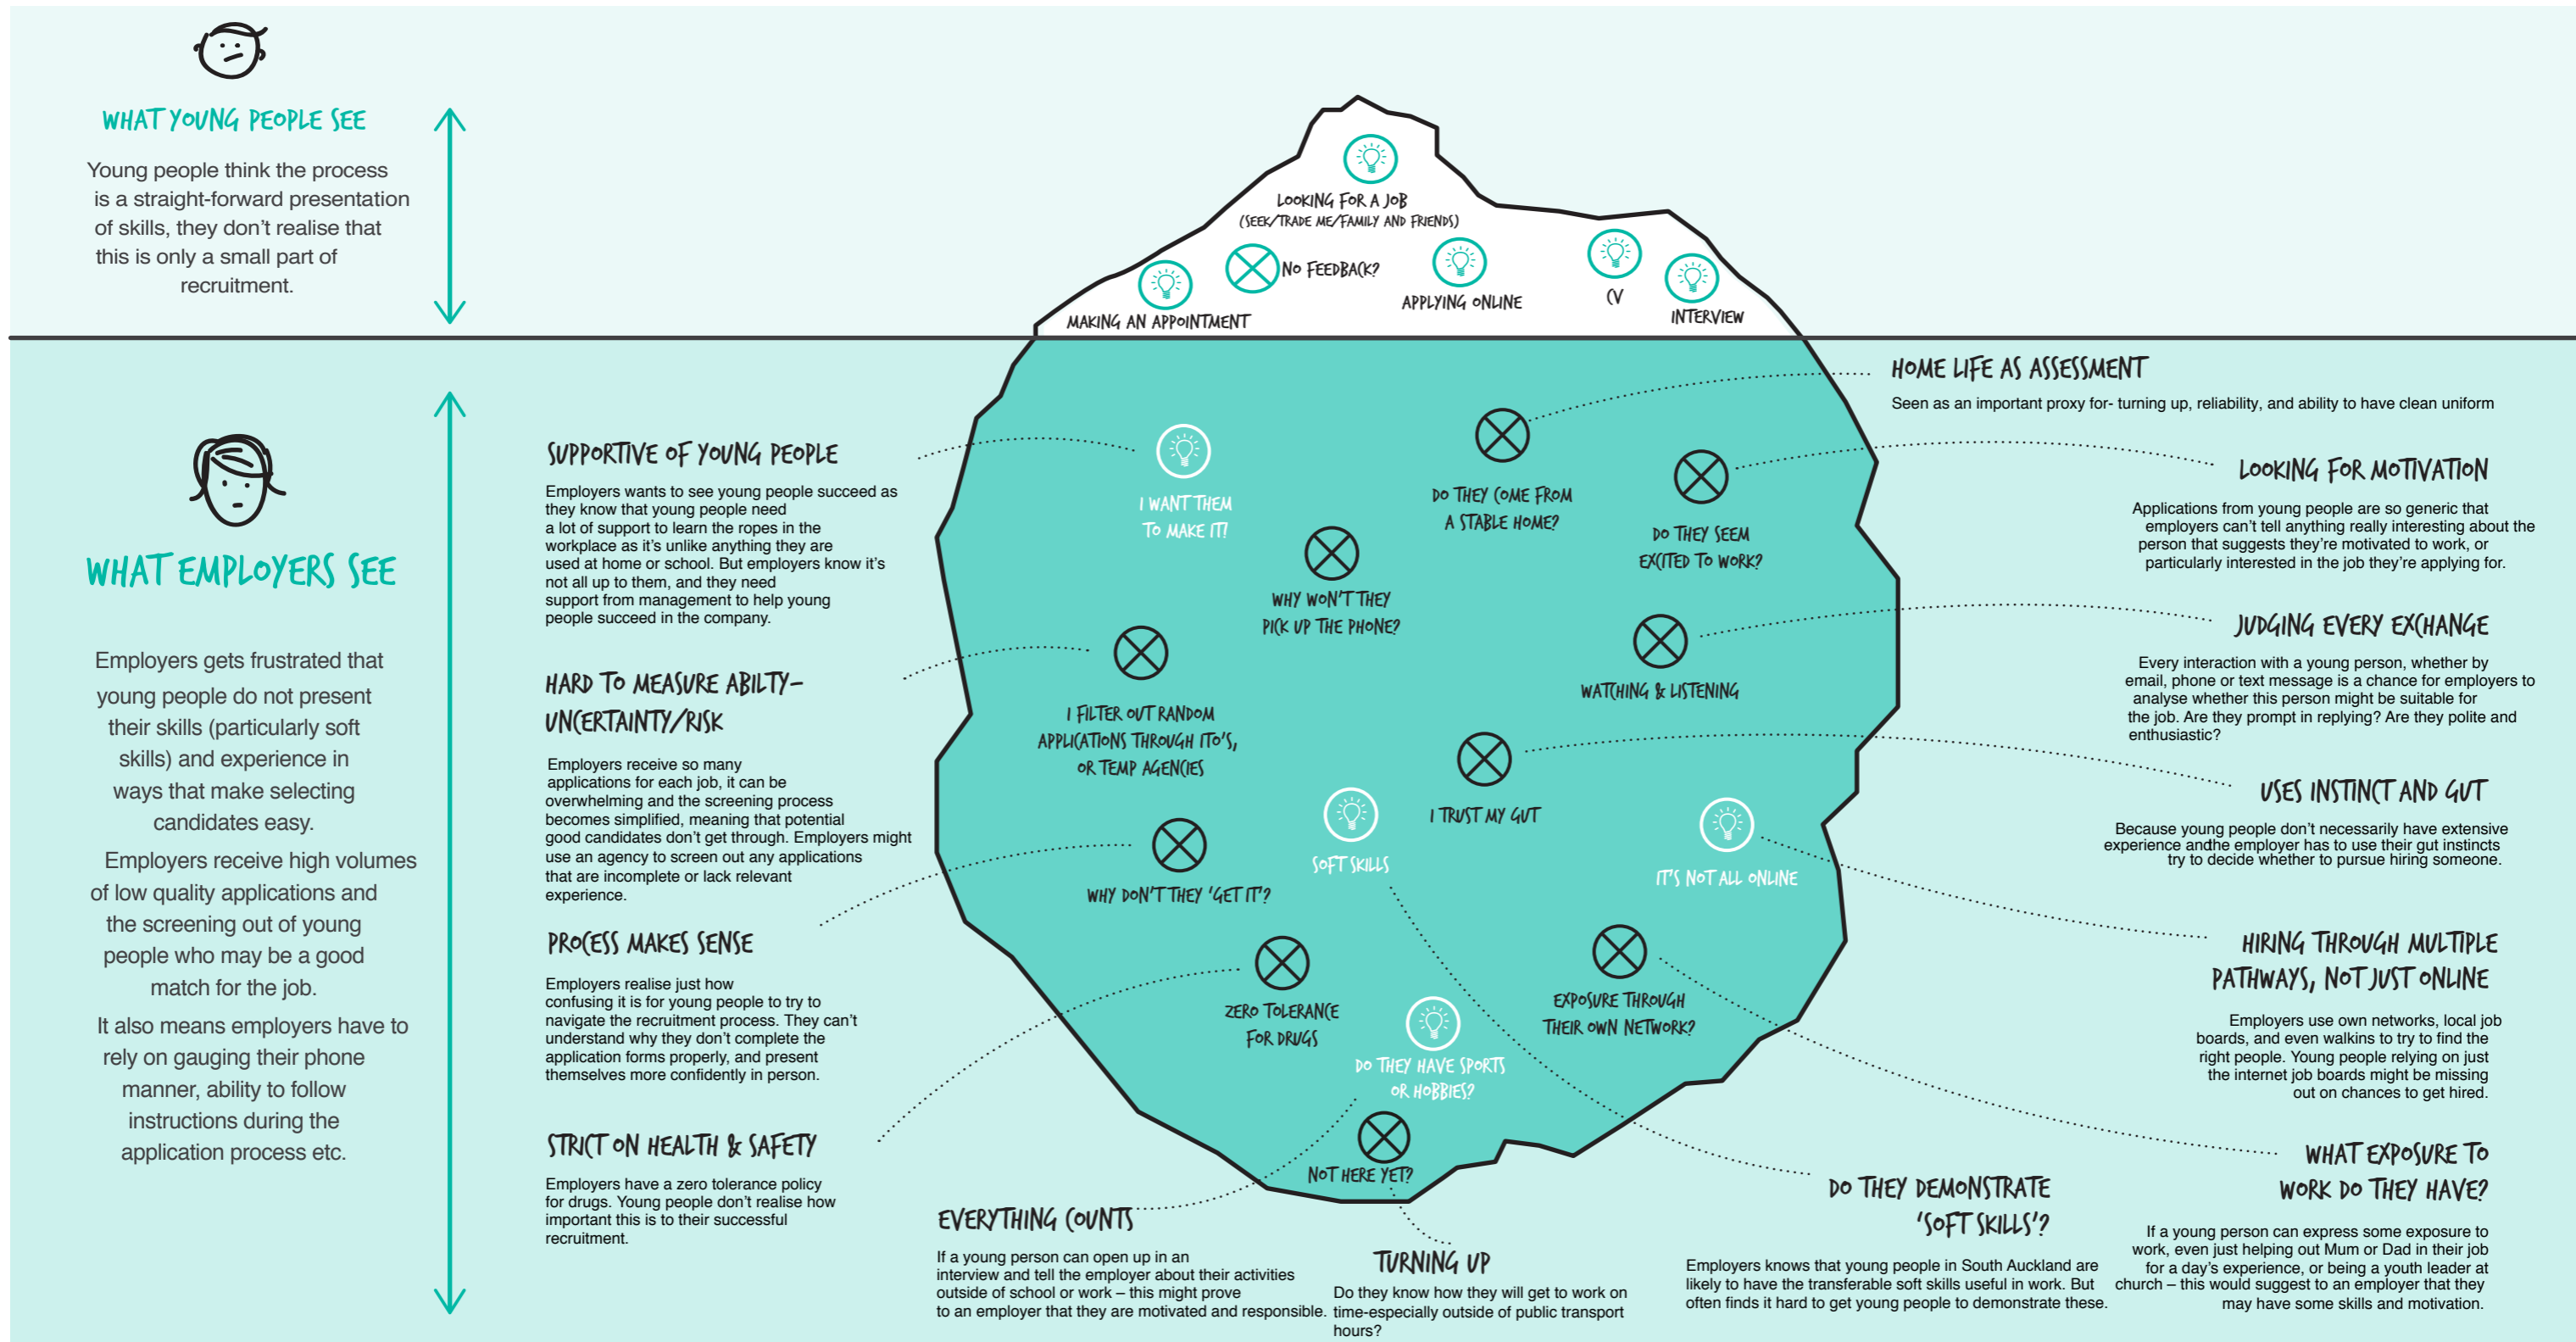 WHAT YOUNG PEOPLE SEE
Young people think the process
is a straight-forward presentation
of skills, they don't realise that
this is only a small part of
recruitment.
LOOKING FOR A JOB
(SEEK/TRADE ME/FAMILY AND FRIENDS)
NO FEEDBACK?
MAKING AN APPOINTMENT
APPLYING ONLINE
CV
INTERVIEW
WHAT EMPLOYERS SEE
Employers gets frustrated that
young people do not present
their skills (particularly soft
skills) and experience in
ways that make selecting
candidates easy.
Employers receive high volumes
of low quality applications and
the screening out of young
people who may be a good
match for the job.
It also means employers have to
rely on gauging their phone
manner, ability to follow
instructions during the
application process etc.
SUPPORTIVE OF YOUNG PEOPLE
Employers wants to see young people succeed as
they know that young people need
a lot of support to learn the ropes in the
workplace as it's unlike anything they are
used at home or school. But employers know it's
not all up to them, and they need
support from management to help young
people succeed in the company.
HARD TO MEASURE ABILTY-
UNCERTAINTY/RISK
Employers receive so many
applications for each job, it can be
overwhelming and the screening process
becomes simplified, meaning that potential
good candidates don't get through. Employers might
use an agency to screen out any applications
that are incomplete or lack relevant
experience.
PROCESS MAKES SENSE
Employers realise just how
confusing it is for young people to try to
navigate the recruitment process. They can't
understand why they don't complete the
application forms properly, and present
themselves more confidently in person.
STRICT ON HEALTH & SAFETY
Employers have a zero tolerance policy
for drugs. Young people don't realise how
important this is to their successful
recruitment.
I WANT THEM
TO MAKE IT!
DO THEY COME FROM
A STABLE HOME?
DO THEY SEEM
EXCITED TO WORK?
WHY WON'T THEY
PICK UP THE PHONE?
WATCHING & LISTENING
I FILTER OUT RANDOM
APPLICATIONS THROUGH ITO'S,
OR TEMP AGENCIES
I TRUST MY GUT
SOFT SKILLS
IT'S NOT ALL ONLINE
WHY DON'T THEY 'GET IT'?
ZERO TOLERANCE
FOR DRUGS
EXPOSURE THROUGH
THEIR OWN NETWORK?
DO THEY HAVE SPORTS
OR HOBBIES?
NOT HERE YET?
HOME LIFE AS ASSESSMENT
Seen as an important proxy for- turning up, reliability, and ability to have clean uniform
LOOKING FOR MOTIVATION
Applications from young people are so generic that
employers can't tell anything really interesting about the
person that suggests they're motivated to work, or
particularly interested in the job they're applying for.
JUDGING EVERY EXCHANGE
Every interaction with a young person, whether by
email, phone or text message is a chance for employers to
analyse whether this person might be suitable for
the job. Are they prompt in replying? Are they polite and
enthusiastic?
USES INSTINCT AND GUT
Because young people don't necessarily have extensive
experience andthe employer has to use their gut instincts
try to decide whether to pursue hiring someone.
HIRING THROUGH MULTIPLE
PATHWAYS, NOT JUST ONLINE
Employers use own networks, local job
boards, and even walkins to try to find the
right people. Young people relying on just
the internet job boards might be missing
out on chances to get hired.
WHAT EXPOSURE TO
WORK DO THEY HAVE?
If a young person can express some exposure to
work, even just helping out Mum or Dad in their job
for a day's experience, or being a youth leader at
church – this would suggest to an employer that they
may have some skills and motivation.
DO THEY DEMONSTRATE
'SOFT SKILLS'?
Employers knows that young people in South Auckland are
likely to have the transferable soft skills useful in work. But
often finds it hard to get young people to demonstrate these.
EVERYTHING COUNTS
If a young person can open up in an
interview and tell the employer about their activities
outside of school or work – this might prove
to an employer that they are motivated and responsible.
TURNING UP
Do they know how they will get to work on
time-especially outside of public transport
hours?